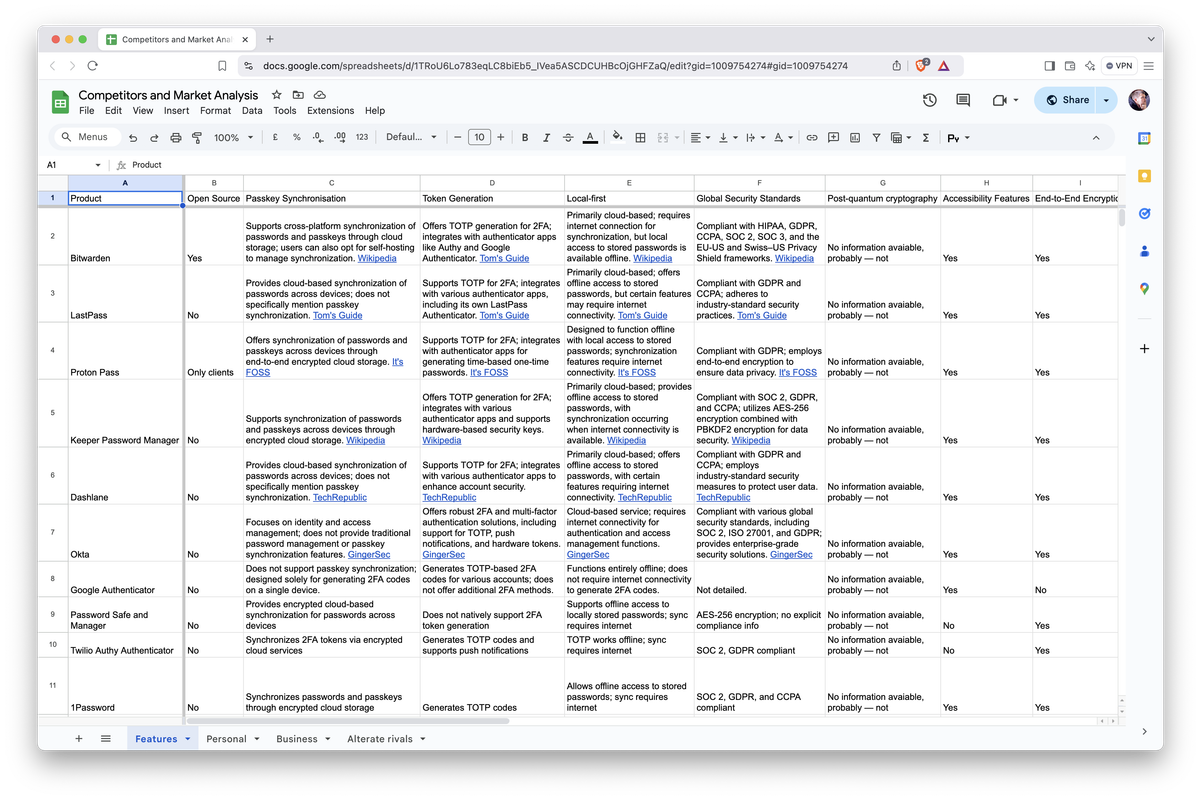 Competitors and Market Ana
docs.google.com/spreadsheets/d/1TRoU6Lo783eqLC8biEb5_IVea5ASCDCUHBcOjGHFZaQ/edit?gid=1009754274#gid=1009754274
2
VPN
Competitors and Market Analysis
File Edit View Insert Format Data Tools Extensions Help
Share
Menus
100%
£ % .0 .00 123
Defaul...
10
B I A
Σ
Py
A1
fx Product
A B C D E F G H I
1 Product Open Source Passkey Synchronisation Token Generation Local-first Global Security Standards Post-quantum cryptography Accessibility Features End-to-End Encryptic
2
Bitwarden
Yes
Supports cross-platform synchronization of
passwords and passkeys through cloud
storage; users can also opt for self-hosting
to manage synchronization. Wikipedia
Offers TOTP generation for 2FA;
integrates with authenticator apps
like Authy and Google
Authenticator. Tom's Guide
Primarily cloud-based; requires
internet connection for
synchronization, but local
access to stored passwords is
available offline. Wikipedia
Compliant with HIPAA, GDPR,
CCPA, SOC 2, SOC 3, and the
EU-US and Swiss–US Privacy
Shield frameworks. Wikipedia
No information avaiable,
probably — not
Yes
Yes
3
LastPass
No
Provides cloud-based synchronization of
passwords across devices; does not
specifically mention passkey
synchronization. Tom's Guide
Supports TOTP for 2FA; integrates
with various authenticator apps,
including its own LastPass
Authenticator. Tom's Guide
Primarily cloud-based; offers
offline access to stored
passwords, but certain features
may require internet
connectivity. Tom's Guide
Compliant with GDPR and
CCPA; adheres to
industry-standard security
practices. Tom's Guide
No information avaiable,
probably — not
Yes
Yes
4
Proton Pass
Only clients
Offers synchronization of passwords and
passkeys across devices through
end-to-end encrypted cloud storage. It's
FOSS
Supports TOTP for 2FA; integrates
with authenticator apps for
generating time-based one-time
passwords. It's FOSS
Designed to function offline
with local access to stored
passwords; synchronization
features require internet
connectivity. It's FOSS
Compliant with GDPR; employs
end-to-end encryption to
ensure data privacy. It's FOSS
No information avaiable,
probably — not
Yes
Yes
5
Keeper Password Manager
No
Supports synchronization of passwords
and passkeys across devices through
encrypted cloud storage. Wikipedia
Offers TOTP generation for 2FA;
integrates with various
authenticator apps and supports
hardware-based security keys.
Wikipedia
Primarily cloud-based; provides
offline access to stored
passwords, with
synchronization occurring
when internet connectivity is
available. Wikipedia
Compliant with SOC 2, GDPR,
and CCPA; utilizes AES-256
encryption combined with
PBKDF2 encryption for data
security. Wikipedia
No information avaiable,
probably — not
Yes
Yes
6
Dashlane
No
Provides cloud-based synchronization of
passwords across devices; does not
specifically mention passkey
synchronization. TechRepublic
Supports TOTP for 2FA; integrates
with various authenticator apps to
enhance account security.
TechRepublic
Primarily cloud-based; offers
offline access to stored
passwords, with certain
features requiring internet
connectivity. TechRepublic
Compliant with GDPR and
CCPA; employs
industry-standard security
measures to protect user data.
TechRepublic
No information avaiable,
probably — not
Yes
Yes
7
Okta
No
Focuses on identity and access
management; does not provide traditional
password management or passkey
synchronization features. GingerSec
Offers robust 2FA and multi-factor
authentication solutions, including
support for TOTP, push
notifications, and hardware tokens.
GingerSec
Cloud-based service; requires
internet connectivity for
authentication and access
management functions.
GingerSec
Compliant with various global
security standards, including
SOC 2, ISO 27001, and GDPR;
provides enterprise-grade
security solutions. GingerSec
No information avaiable,
probably — not
Yes
Yes
8
Google Authenticator
No
Does not support passkey synchronization;
designed solely for generating 2FA codes
on a single device.
Generates TOTP-based 2FA
codes for various accounts; does
not offer additional 2FA methods.
Functions entirely offline; does
not require internet connectivity
to generate 2FA codes.
Not detailed.
No information avaiable,
probably — not
Yes
No
9
Password Safe and
Manager
No
Provides encrypted cloud-based
synchronization for passwords across
devices
Does not natively support 2FA
token generation
Supports offline access to
locally stored passwords; sync
requires internet
AES-256 encryption; no explicit
compliance info
No information avaiable,
probably — not
No
Yes
10
Twilio Authy Authenticator
No
Synchronizes 2FA tokens via encrypted
cloud services
Generates TOTP codes and
supports push notifications
TOTP works offline; sync
requires internet
SOC 2, GDPR compliant
No information avaiable,
probably — not
No
Yes
11
1Password
No
Synchronizes passwords and passkeys
through encrypted cloud storage
Generates TOTP codes
Allows offline access to stored
passwords; sync requires
internet
SOC 2, GDPR, and CCPA
compliant
No information avaiable,
probably — not
Yes
Yes
Features Personal Business Alterate rivals